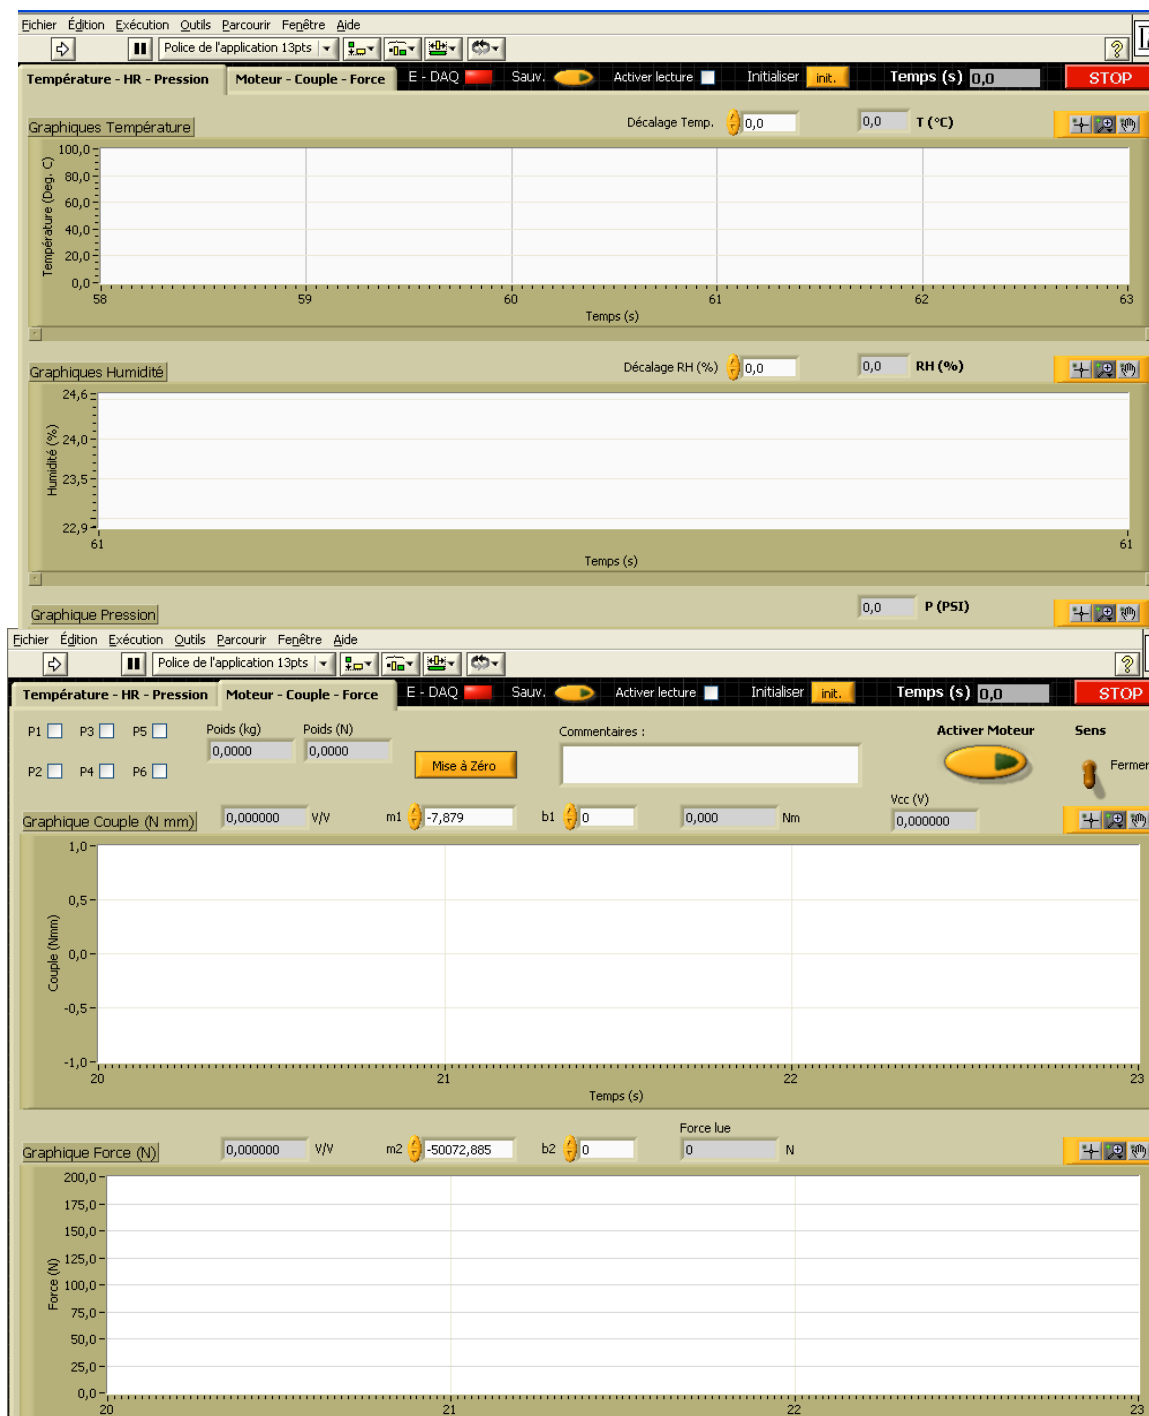 Fichier Édition Exécution Outils Parcourir Fenêtre Aide
Police de l'application 13pts
Température - HR - Pression Moteur - Couple - Force E - DAQ Sauv. Activer lecture Initialiser init. Temps (s) 0,0 STOP
Graphiques Température Décalage Temp. 0,0 0,0 T (°C)
100,0
80,0
60,0
40,0
20,0
0,0
Température (Deg. C)
58 59 60 61 62 63
Temps (s)
Graphiques Humidité Décalage RH (%) 0,0 0,0 RH (%)
24,6
24,0
23,5
22,9
Humidité (%)
61 61
Temps (s)
Graphique Pression 0,0 P (PSI)
Fichier Édition Exécution Outils Parcourir Fenêtre Aide
Police de l'application 13pts
Température - HR - Pression Moteur - Couple - Force E - DAQ Sauv. Activer lecture Initialiser init. Temps (s) 0,0 STOP
P1 P3 P5 Poids (kg) Poids (N) Commentaires : Activer Moteur Sens
0,0000 0,0000
P2 P4 P6 Mise à Zéro Fermer
Vcc (V)
Graphique Couple (N mm) 0,000000 V/V m1 -7,879 b1 0 0,000 Nm 0,000000
1,0
0,5
0,0
-0,5
-1,0
Couple (Nmm)
20 21 22 23
Temps (s)
Force lue
Graphique Force (N) 0,000000 V/V m2 -50072,885 b2 0 0 N
200,0
175,0
150,0
125,0
100,0
75,0
50,0
25,0
0,0
Force (N)
20 21 22 23